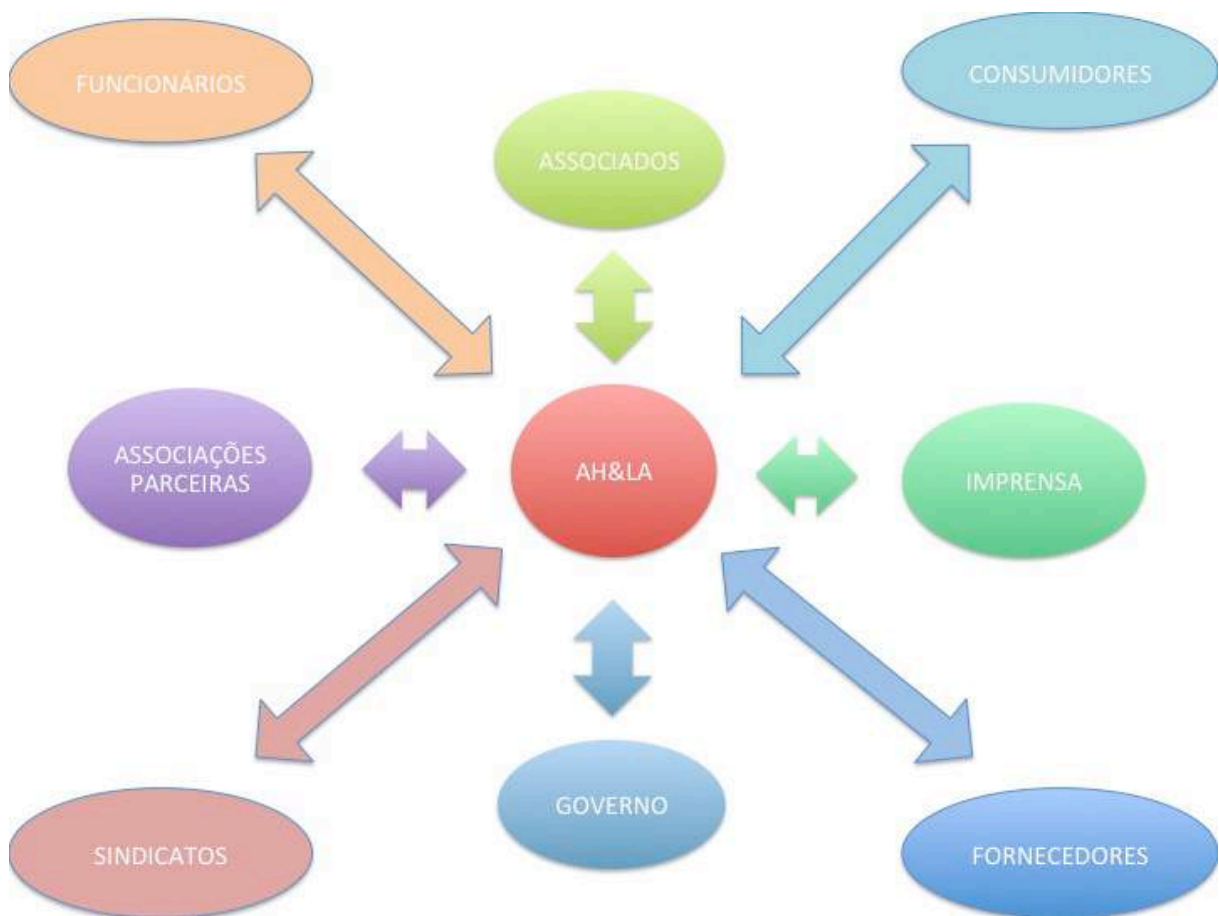 FUNCIONÁRIOS
CONSUMIDORES
ASSOCIADOS
ASSOCIAÇÕES
PARCEIRAS
AH&LA
IMPRENSA
GOVERNO
SINDICATOS
FORNECEDORES